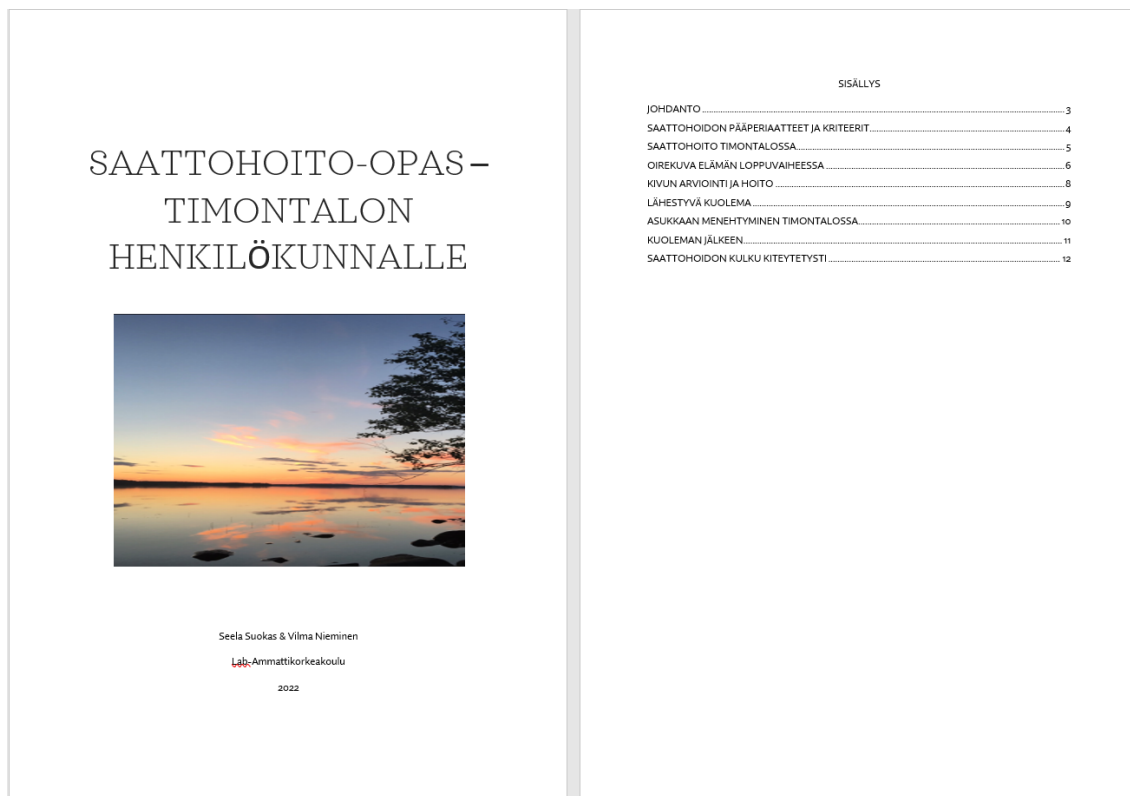 SAATTOHOITO-OPAS –
TIMONTALON
HENKILÖKUNNALLE
Seela Suokas & Vilma Nieminen
Lab-Ammattikorkeakoulu
2022
SISÄLLYS
JOHDANTO 3
SAATTOHOIDON PÄÄPERIAATTEET JA KRITEERIT 4
SAATTOHOITO TIMONTALOSSA 5
OIREKUVA ELÄMÄN LOPPUVAIHEESSA 6
KIVUN ARVIOINTI JA HOITO 8
LÄHESTYVÄ KUOLEMA 9
ASUKKAAN MENEHTYMINEN TIMONTALOSSA 10
KUOLEMAN JÄLKEEN 11
SAATTOHOIDON KULKU KITEYTETYSTI 12